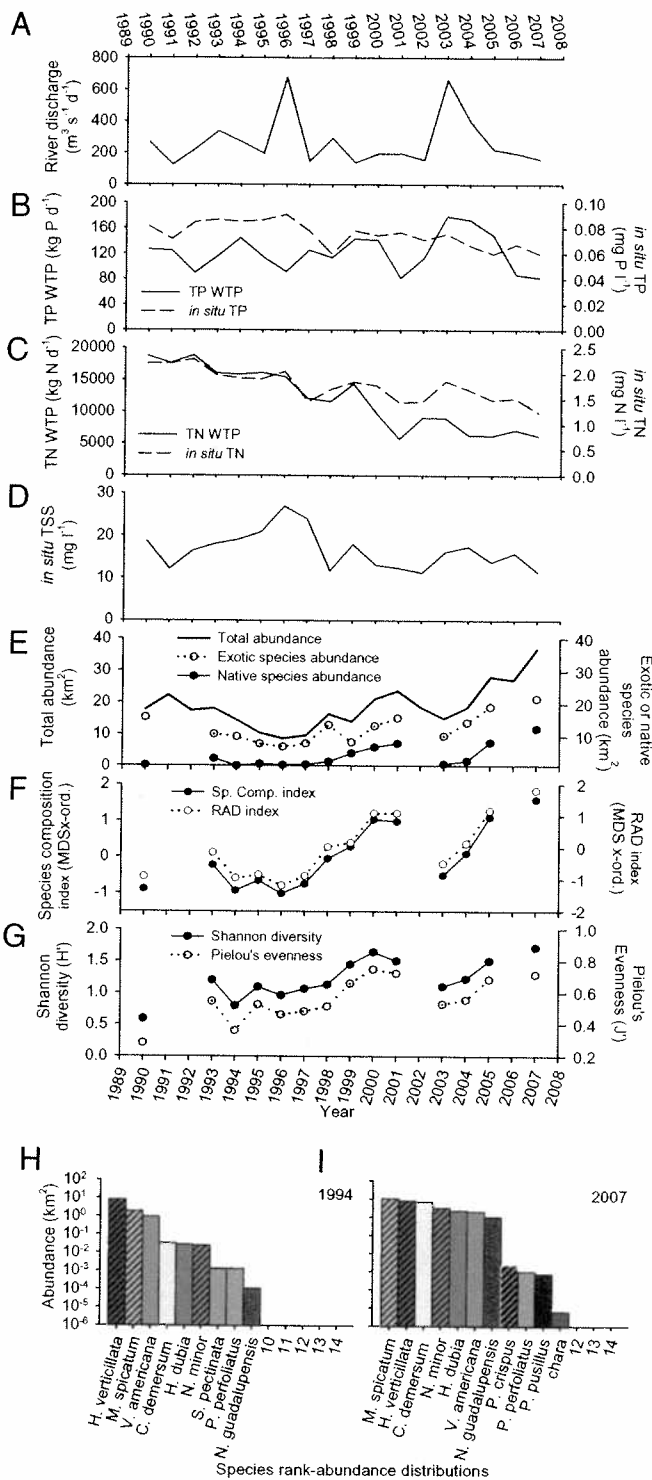 A
1989 1990 1991 1992 1993 1994 1995 1996 1997 1998 1999 2000 2001 2002 2003 2004 2005 2006 2007 2008
800
600
400
200
0
River discharge
(m³ s⁻¹ d⁻¹)
B
200
160
120
80
40
0
TP WTP (kg P d⁻¹)
TP WTP
in situ TP
0.10
0.08
0.06
0.04
0.02
0.00
in situ TP
(mg P l⁻¹)
C
20000
15000
10000
5000
0
TN WTP (kg N d⁻¹)
TN WTP
in situ TN
2.5
2.0
1.5
1.0
0.5
0.0
in situ TN
(mg N l⁻¹)
D
30
20
10
0
in situ TSS
(mg l⁻¹)
E
40
30
20
10
0
Total abundance
(km²)
Total abundance
Exotic species abundance
Native species abundance
40
30
20
10
Exotic or native
species
abundance (km²)
F
2
1
0
-1
Species composition
index (MDSx-ord.)
Sp. Comp. index
RAD index
2
1
0
-1
-2
RAD index
(MDS x-ord.)
G
2.0
1.5
1.0
0.5
0.0
Shannon
diversity (H')
Shannon diversity
Pielou's evenness
1.0
0.8
0.6
0.4
0.2
Pielou's
Evenness (J')
1989 1990 1991 1992 1993 1994 1995 1996 1997 1998 1999 2000 2001 2002 2003 2004 2005 2006 2007 2008
Year
H
1994
10²
10¹
10⁰
10⁻¹
10⁻²
10⁻³
10⁻⁴
10⁻⁵
10⁻⁶
Abundance (km²)
H. verticillata
M. spicatum
V. americana
C. demersum
H. dubia
N. minor
S. pectinata
P. perfoliatus
N. guadalupensis
10
11
12
13
14
I
2007
M. spicatum
H. verticillata
C. demersum
N. minor
H. dubia
V. americana
N. guadalupensis
P. crispus
P. perfoliatus
P. pusillus
chara
12
13
14
Species rank-abundance distributions